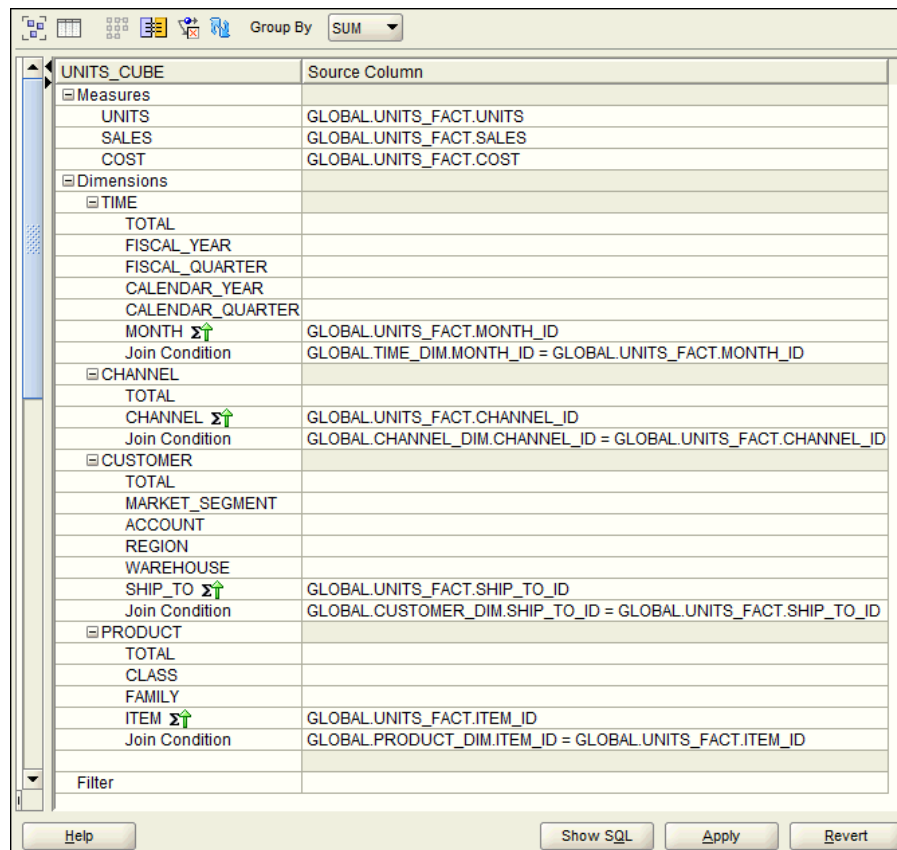 Group By SUM
UNITS_CUBE Source Column
Measures
UNITS GLOBAL.UNITS_FACT.UNITS
SALES GLOBAL.UNITS_FACT.SALES
COST GLOBAL.UNITS_FACT.COST
Dimensions
TIME
TOTAL
FISCAL_YEAR
FISCAL_QUARTER
CALENDAR_YEAR
CALENDAR_QUARTER
MONTH Σ GLOBAL.UNITS_FACT.MONTH_ID
Join Condition GLOBAL.TIME_DIM.MONTH_ID = GLOBAL.UNITS_FACT.MONTH_ID
CHANNEL
TOTAL
CHANNEL Σ GLOBAL.UNITS_FACT.CHANNEL_ID
Join Condition GLOBAL.CHANNEL_DIM.CHANNEL_ID = GLOBAL.UNITS_FACT.CHANNEL_ID
CUSTOMER
TOTAL
MARKET_SEGMENT
ACCOUNT
REGION
WAREHOUSE
SHIP_TO Σ GLOBAL.UNITS_FACT.SHIP_TO_ID
Join Condition GLOBAL.CUSTOMER_DIM.SHIP_TO_ID = GLOBAL.UNITS_FACT.SHIP_TO_ID
PRODUCT
TOTAL
CLASS
FAMILY
ITEM Σ GLOBAL.UNITS_FACT.ITEM_ID
Join Condition GLOBAL.PRODUCT_DIM.ITEM_ID = GLOBAL.UNITS_FACT.ITEM_ID
Filter
Help Show SQL Apply Revert